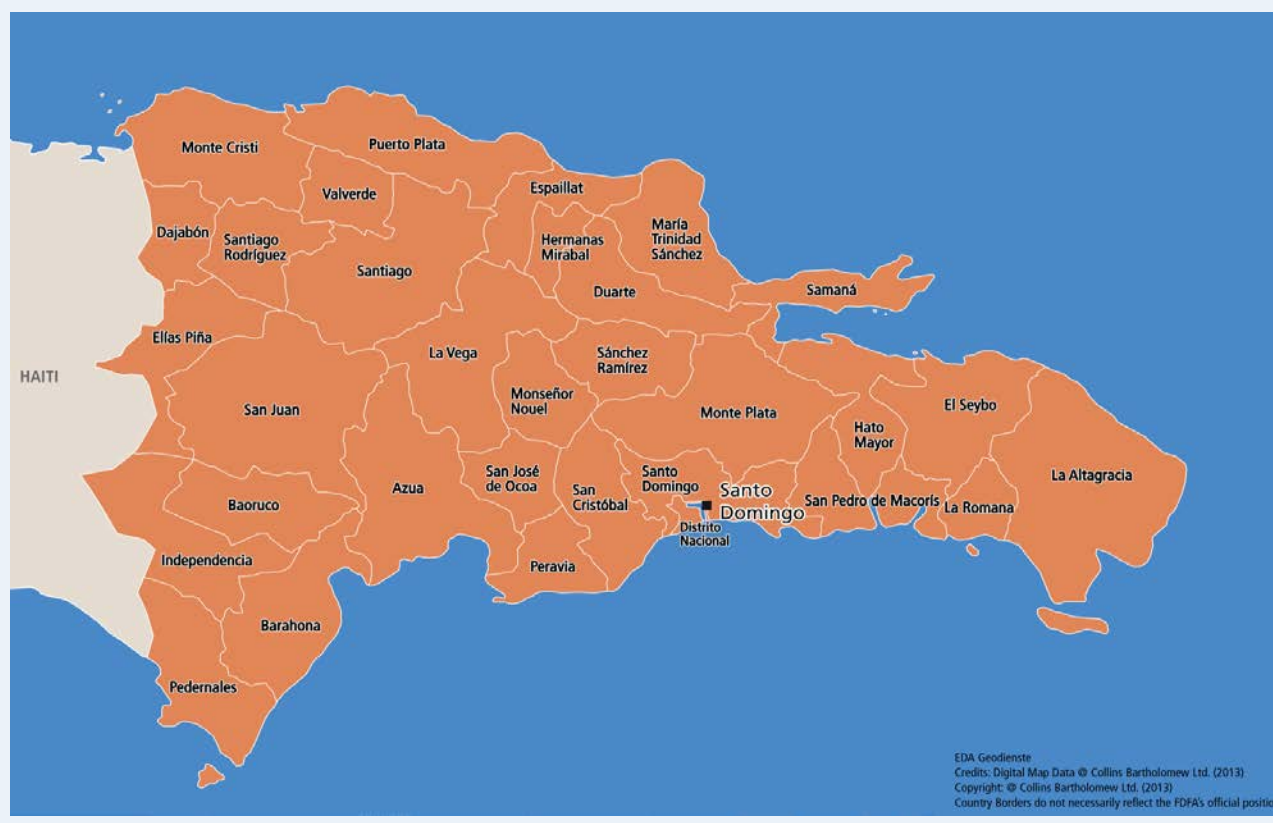 Monte Cristi
Puerto Plata
Valverde
Espaillat
Dajabón
Santiago
Rodríguez
Hermanas
Mirabal
María
Trinidad
Sánchez
Santiago
Duarte
Samaná
Elías Piña
La Vega
Sánchez
Ramírez
HAITI
San Juan
Monseñor
Nouel
Monte Plata
El Seybo
Hato
Mayor
La Altagracia
Baoruco
Azua
San José
de Ocoa
San
Cristóbal
Santo
Domingo
Santo
Domingo
San Pedro de Macorís
La Romana
Distrito
Nacional
Independencia
Peravia
Barahona
Pedernales
EDA Geodienste
Credits: Digital Map Data @ Collins Bartholomew Ltd. (2013)
Copyright: @ Collins Bartholomew Ltd. (2013)
Country Borders do not necessarily reflect the FDFA's official positio